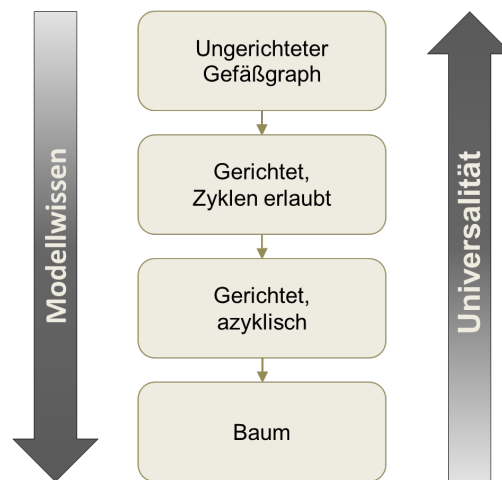 Modellwissen
Ungerichteter
Gefäßgraph
Gerichtet,
Zyklen erlaubt
Gerichtet,
azyklisch
Baum
Universalität